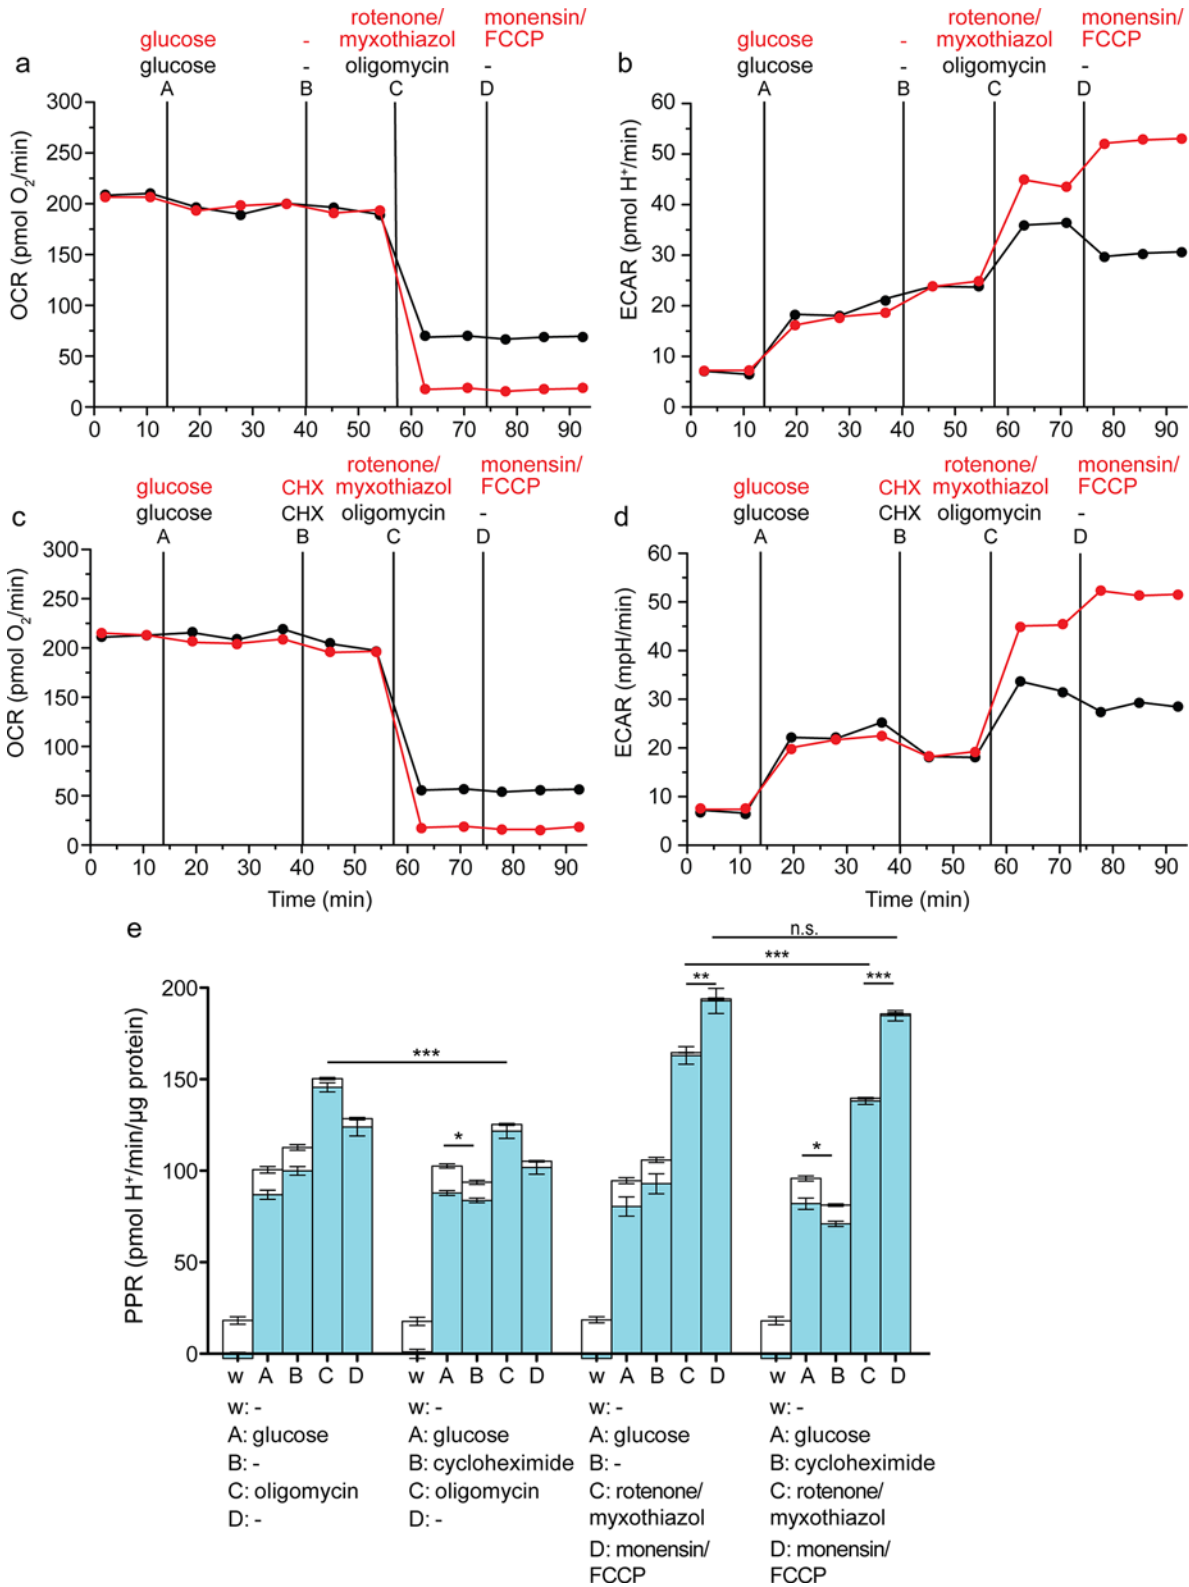 a
glucose - rotenone/ myxothiazol monensin/ FCCP
glucose - oligomycin -
A B C D
OCR (pmol O₂/min)
300
250
200
150
100
50
0
0 10 20 30 40 50 60 70 80 90
b
glucose - rotenone/ myxothiazol monensin/ FCCP
glucose - oligomycin -
A B C D
ECAR (pmol H⁺/min)
60
50
40
30
20
10
0
0 10 20 30 40 50 60 70 80 90
c
glucose CHX rotenone/ myxothiazol monensin/ FCCP
glucose CHX oligomycin -
A B C D
OCR (pmol O₂/min)
300
250
200
150
100
50
0
0 10 20 30 40 50 60 70 80 90
Time (min)
d
glucose CHX rotenone/ myxothiazol monensin/ FCCP
glucose CHX oligomycin -
A B C D
ECAR (mpH/min)
60
50
40
30
20
10
0
0 10 20 30 40 50 60 70 80 90
Time (min)
e
n.s.
***
** ***
***
* *
PPR (pmol H⁺/min/µg protein)
200
150
100
50
0
w A B C D w A B C D w A B C D w A B C D
w: -
A: glucose
B: -
C: oligomycin
D: -
w: -
A: glucose
B: cycloheximide
C: oligomycin
D: -
w: -
A: glucose
B: -
C: rotenone/
myxothiazol
D: monensin/
FCCP
w: -
A: glucose
B: cycloheximide
C: rotenone/
myxothiazol
D: monensin/
FCCP